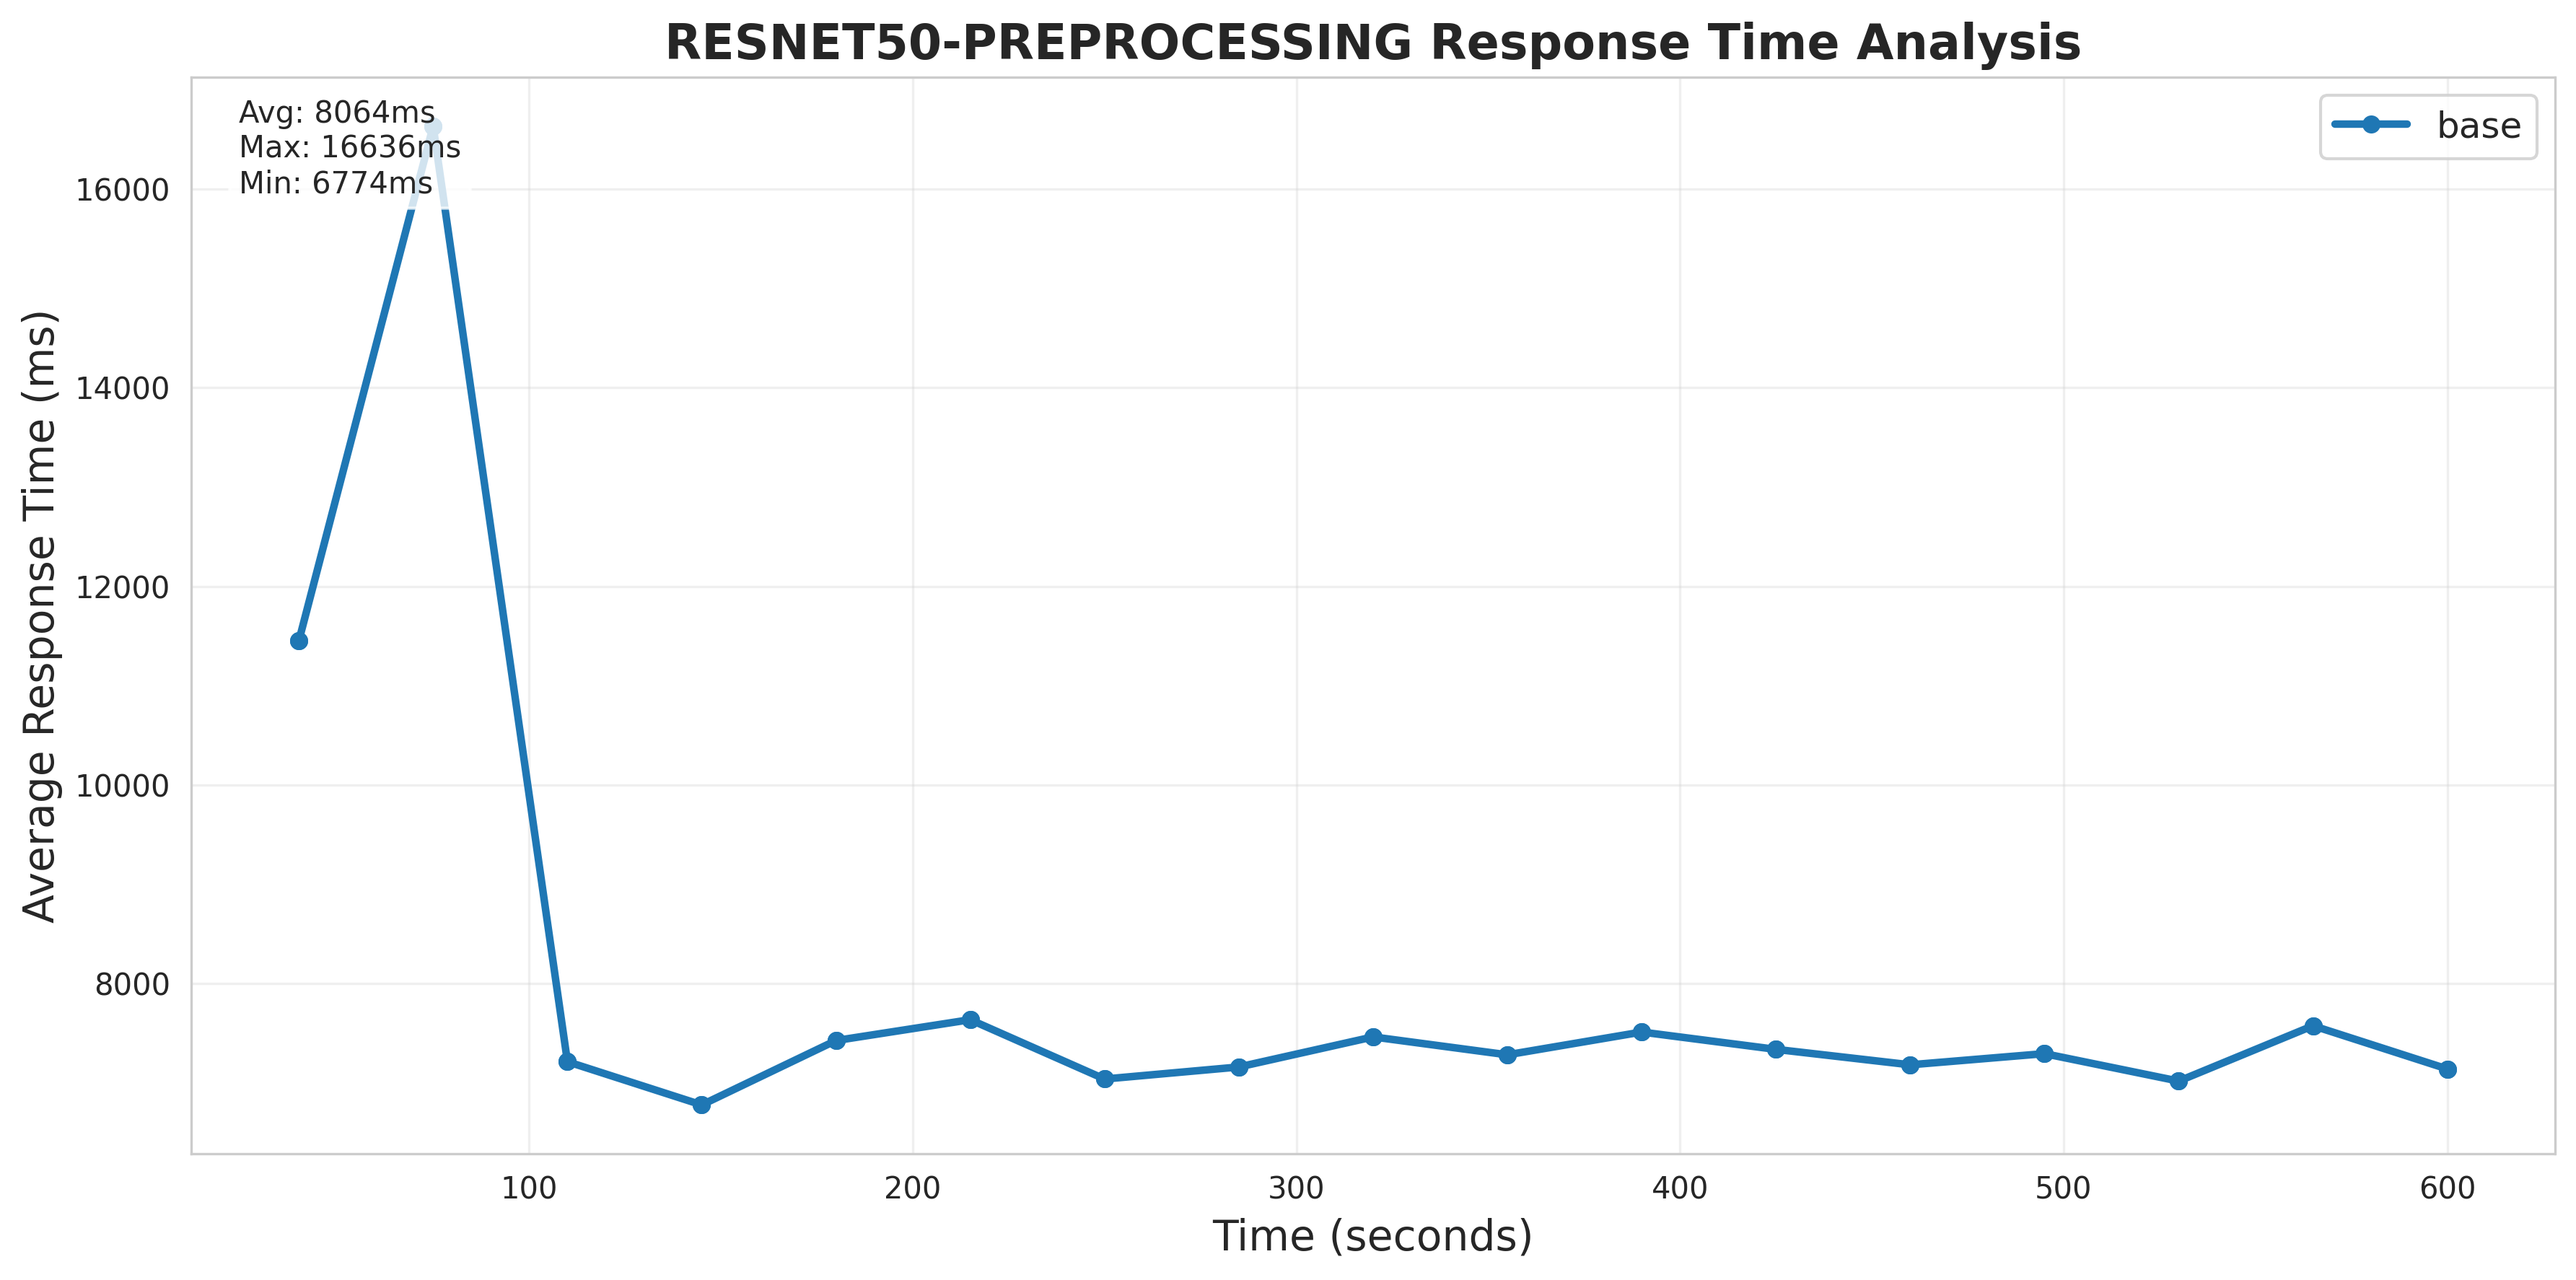 RESNET50-PREPROCESSING Response Time Analysis
Avg: 8064ms
Max: 16636ms
Min: 6774ms
base
Average Response Time (ms)
16000
14000
12000
10000
8000
100 200 300 400 500 600
Time (seconds)